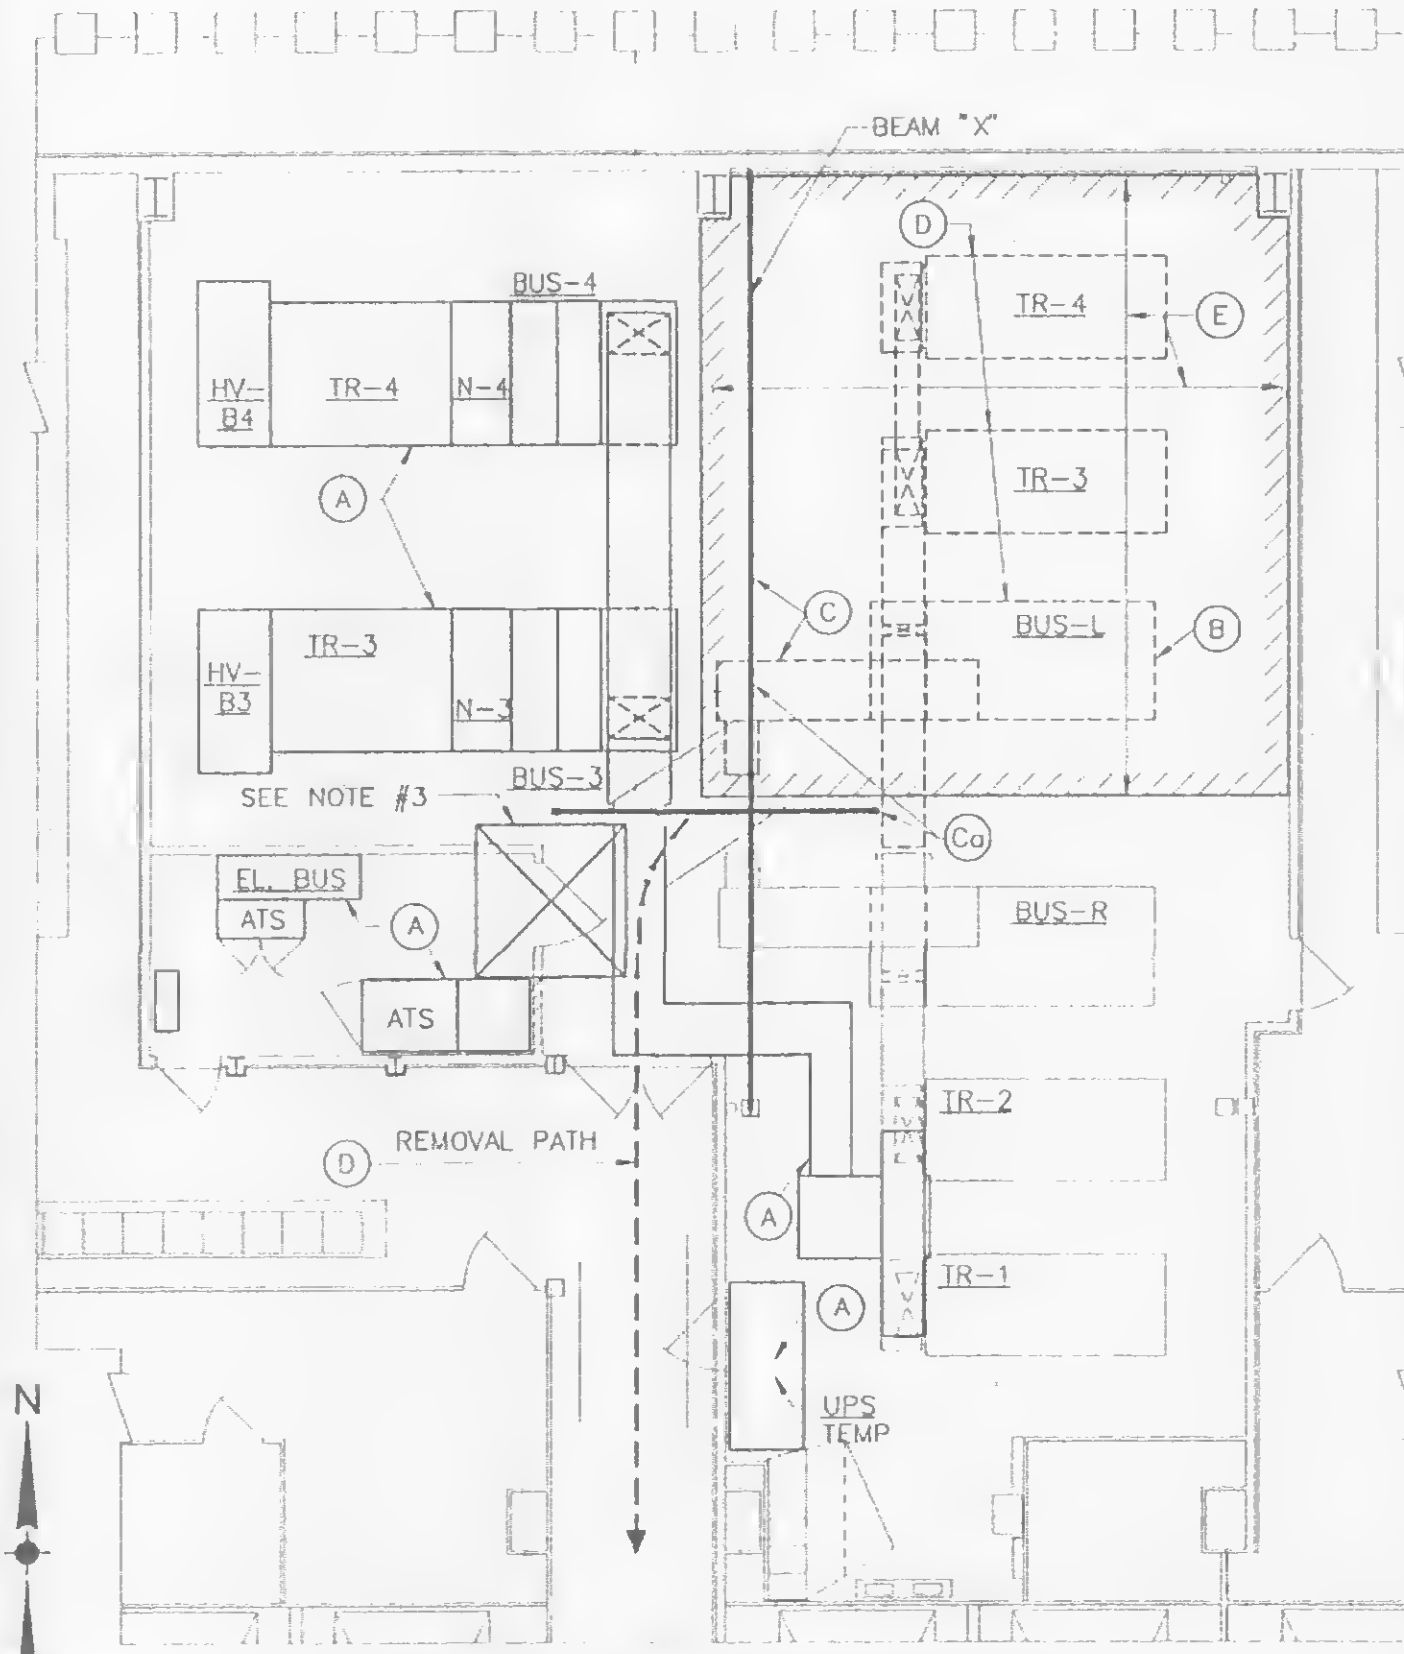 BEAM "X"
D
BUS-4
TR-4
E
HV-
B4
TR-4
N-4
A
TR-3
C
BUS-L
B
TR-3
HV-
B3
N-3
BUS-3
SEE NOTE #3
Ca
EL. BUS
ATS
A
BUS-R
ATS
TR-2
REMOVAL PATH
D
A
TR-1
A
N
UPS
TEMP